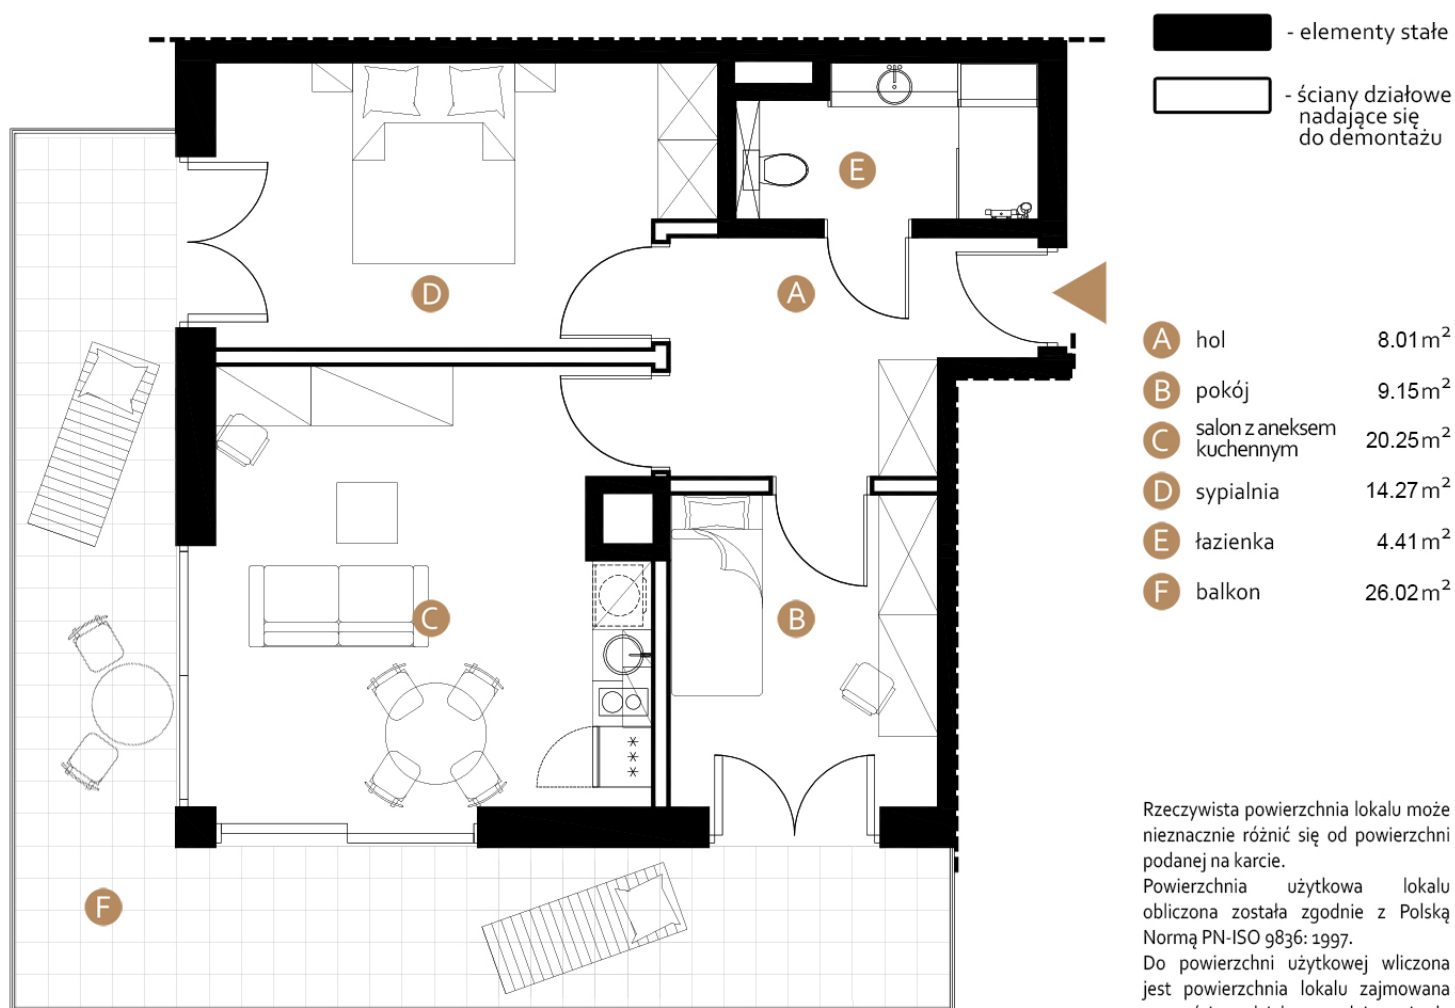 - elementy stałe
- ściany działowe
nadające się
do demontażu
A hol 8.01 m²
B pokój 9.15 m²
C salon z aneksem
kuchennym 20.25 m²
D sypialnia 14.27 m²
E łazienka 4.41 m²
F balkon 26.02 m²
E
D
A
C
B
F
Rzeczywista powierzchnia lokalu może
nieznacznie różnić się od powierzchni
podanej na karcie.
Powierzchnia użytkowa lokalu
obliczona została zgodnie z Polską
Normą PN-ISO 9836: 1997.
Do powierzchni użytkowej wliczona
jest powierzchnia lokalu zajmowana